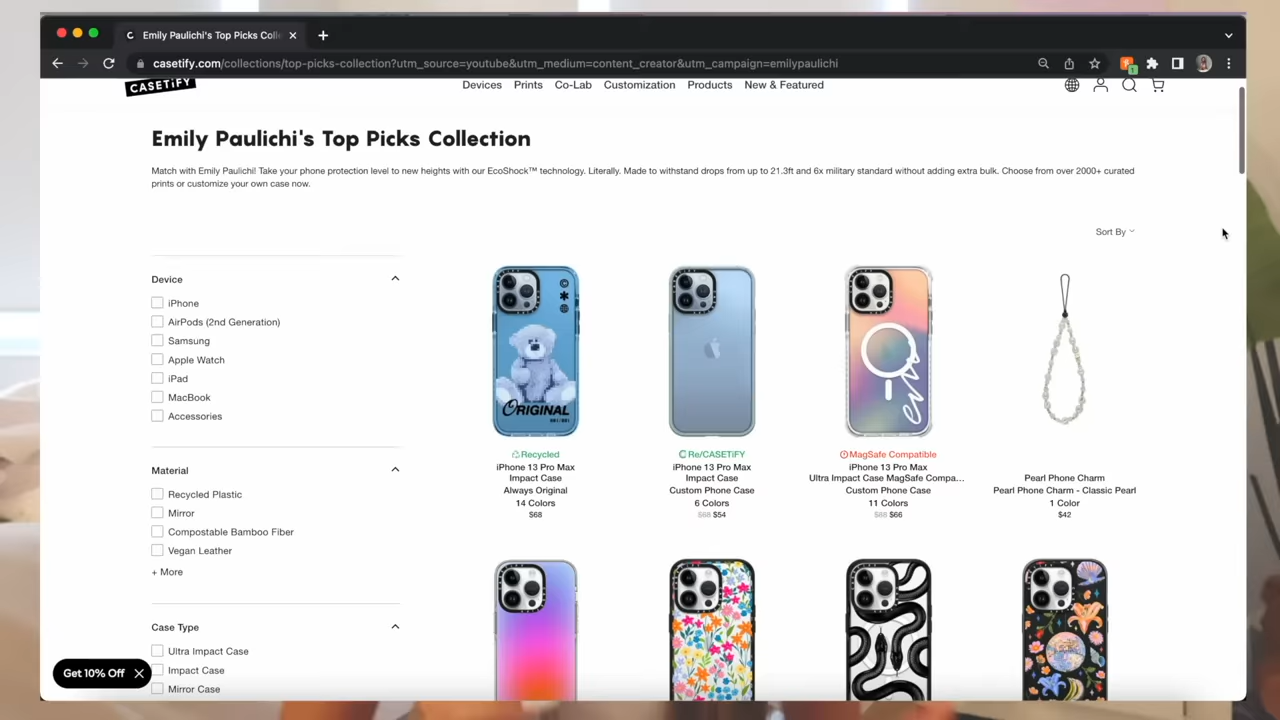 Emily Paulichi's Top Picks Coll
casetify.com/collections/top-picks-collection?utm_source=youtube&utm_medium=content_creator&utm_campaign=emilypaulichi
1
CASETiFY
Devices Prints Co-Lab Customization Products New & Featured
Emily Paulichi's Top Picks Collection
Match with Emily Paulichi! Take your phone protection level to new heights with our EcoShock™ technology. Literally. Made to withstand drops from up to 21.3ft and 6x military standard without adding extra bulk. Choose from over 2000+ curated
prints or customize your own case now.
Sort By
Device
iPhone
AirPods (2nd Generation)
Samsung
Apple Watch
iPad
MacBook
Accessories
Material
Recycled Plastic
Mirror
Compostable Bamboo Fiber
Vegan Leather
+ More
Case Type
Ultra Impact Case
Impact Case
Mirror Case
Get 10% Off
ORIGINAL
001/001
Recycled
iPhone 13 Pro Max
Impact Case
Always Original
14 Colors
$68
Re/CASETiFY
iPhone 13 Pro Max
Impact Case
Custom Phone Case
6 Colors
$68 $54
emp
MagSafe Compatible
iPhone 13 Pro Max
Ultra Impact Case MagSafe Compa...
Custom Phone Case
11 Colors
$88 $66
Pearl Phone Charm
Pearl Phone Charm - Classic Pearl
1 Color
$42